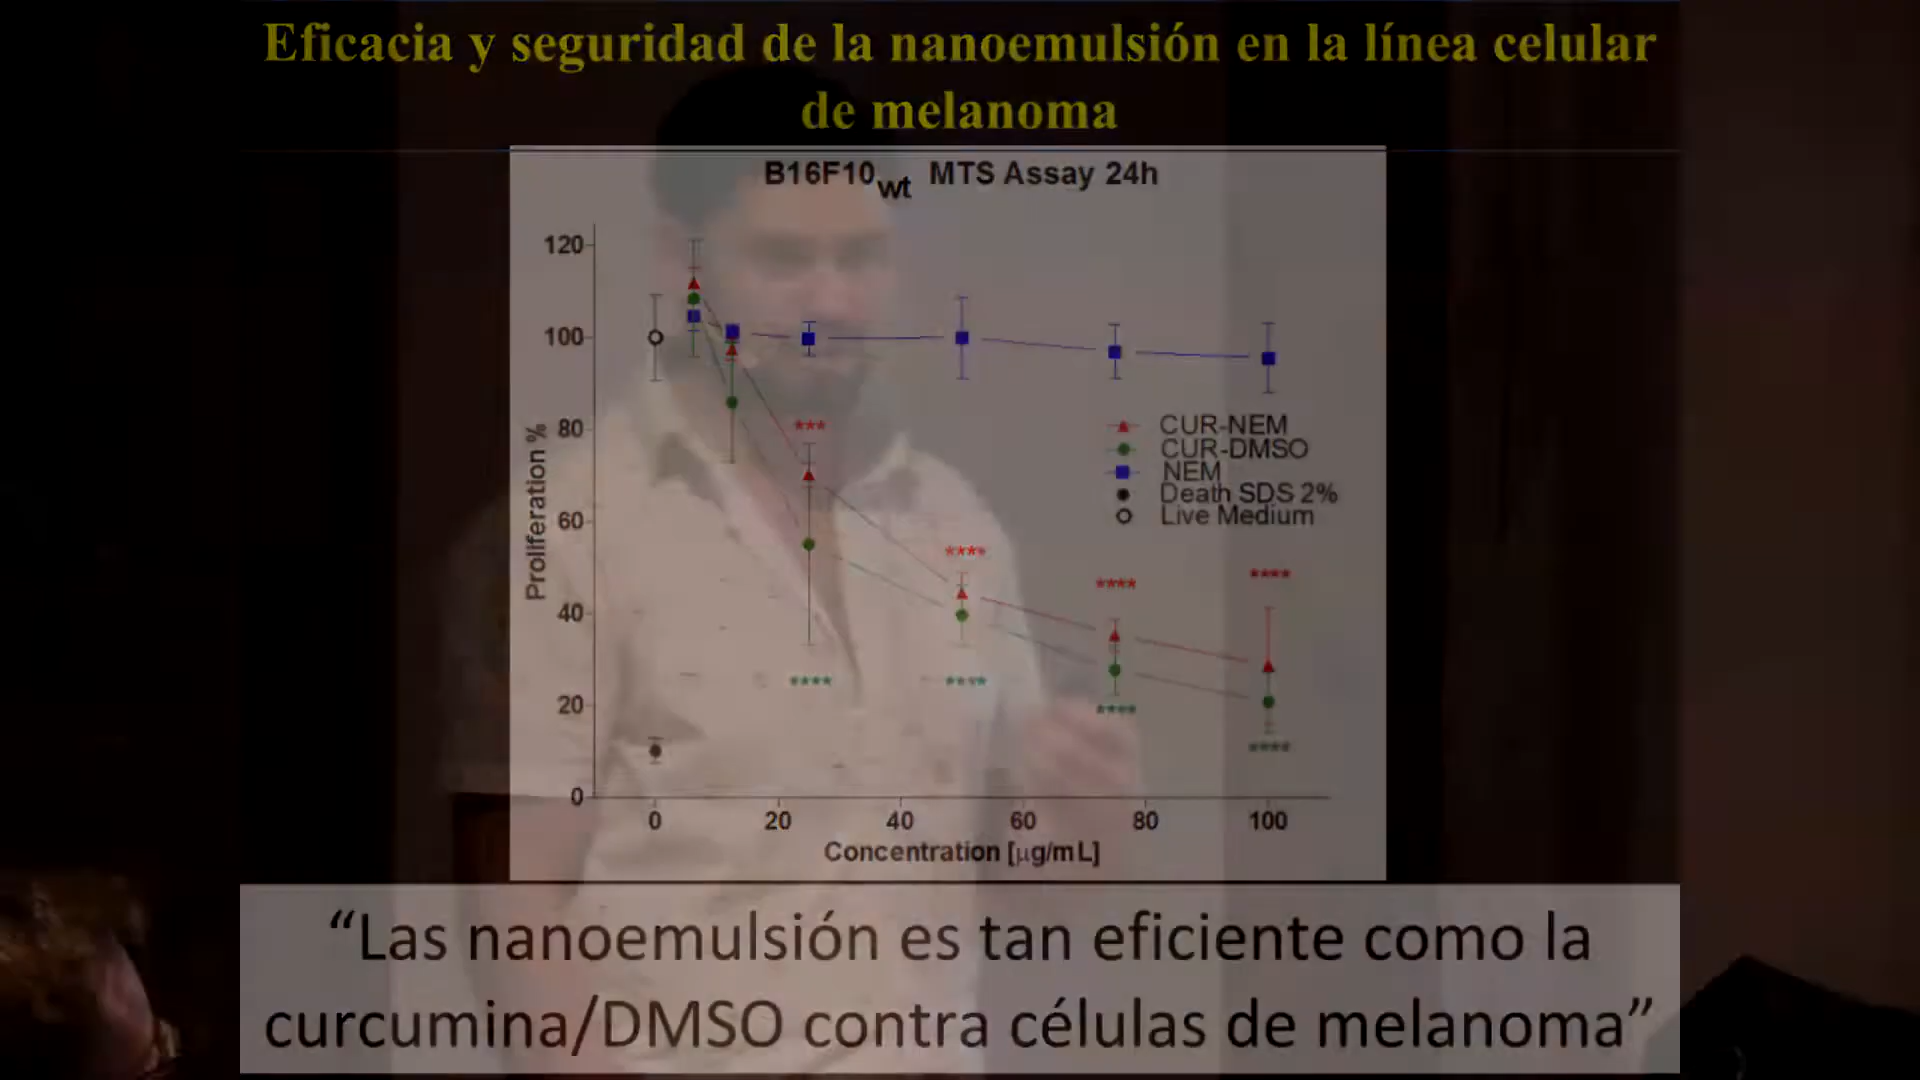 Eficacia y seguridad de la nanoemulsión en la línea celular
de melanoma
B16F10wt MTS Assay 24h
120
100
80
60
40
20
0
Proliferation %
***
****
****
****
****
****
****
****
CUR-NEM
CUR-DMSO
NEM
Death SDS 2%
Live Medium
0 20 40 60 80 100
Concentration [µg/mL]
“Las nanoemulsión es tan eficiente como la
curcumina/DMSO contra células de melanoma”